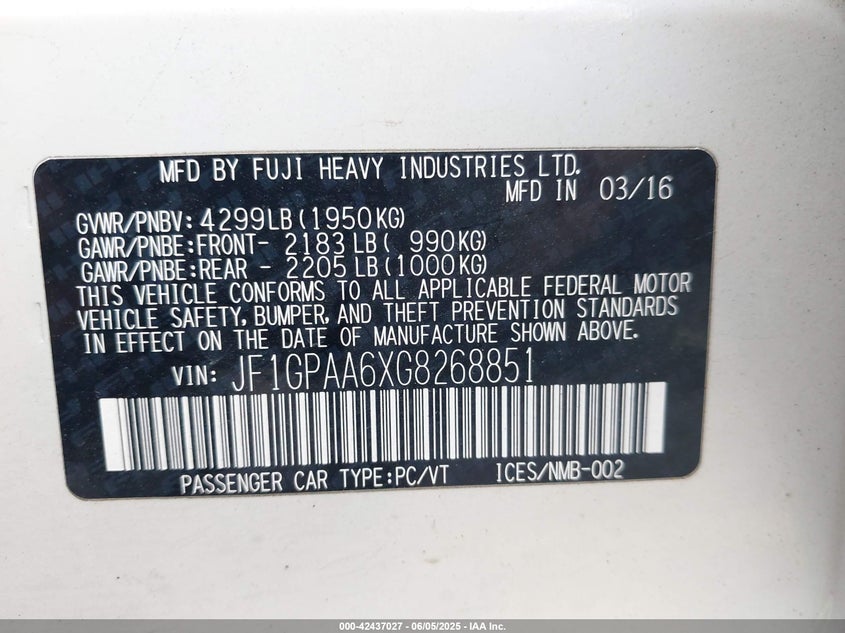 MFD BY FUJI HEAVY INDUSTRIES LTD.
MFD IN 03/16
GVWR/PNBV: 4299LB(1950KG)
GAWR/PNBE:FRONT- 2183LB( 990KG)
GAWR/PNBE:REAR - 2205LB(1000KG)
THIS VEHICLE CONFORMS TO ALL APPLICABLE FEDERAL MOTOR
VEHICLE SAFETY, BUMPER, AND THEFT PREVENTION STANDARDS
IN EFFECT ON THE DATE OF MANUFACTURE SHOWN ABOVE.
VIN: JF1GPAA6XG8268851
PASSENGER CAR TYPE:PC/VT ICES/NMB-002
000-42437027 - 06/05/2025 - IAA Inc.